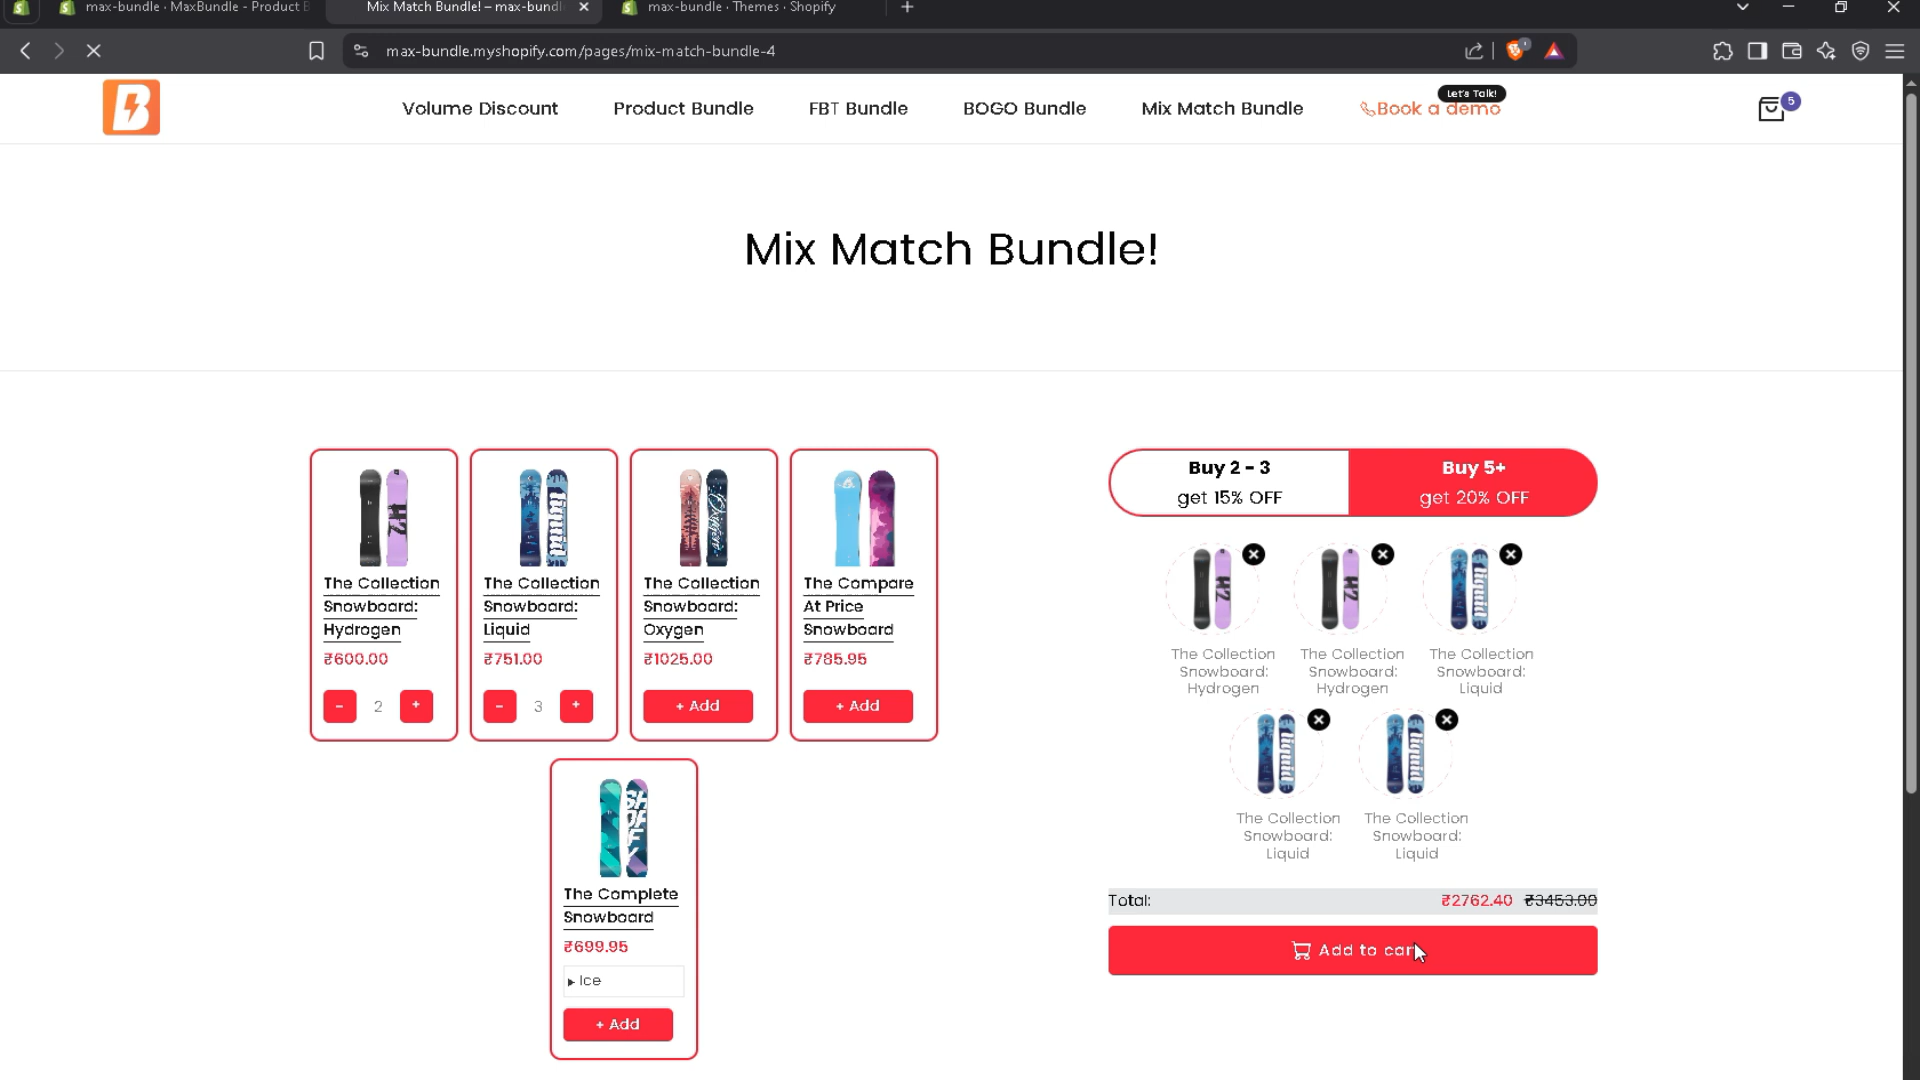 max-bundle · MaxBundle - Product B
Mix Match Bundle! – max-bundl
max-bundle · Themes · Shopify
max-bundle.myshopify.com/pages/mix-match-bundle-4
B
Volume Discount
Product Bundle
FBT Bundle
BOGO Bundle
Mix Match Bundle
Let's Talk!
Book a demo
5
Mix Match Bundle!
The Collection
Snowboard:
Hydrogen
₹600.00
- 2 +
The Collection
Snowboard:
Liquid
₹751.00
- 3 +
The Collection
Snowboard:
Oxygen
₹1025.00
+ Add
The Compare
At Price
Snowboard
₹785.95
+ Add
The Complete
Snowboard
₹699.95
Ice
+ Add
Buy 2 - 3
get 15% OFF
Buy 5+
get 20% OFF
The Collection
Snowboard:
Hydrogen
The Collection
Snowboard:
Hydrogen
The Collection
Snowboard:
Liquid
The Collection
Snowboard:
Liquid
The Collection
Snowboard:
Liquid
Total: ₹2762.40 ₹3453.00
Add to cart